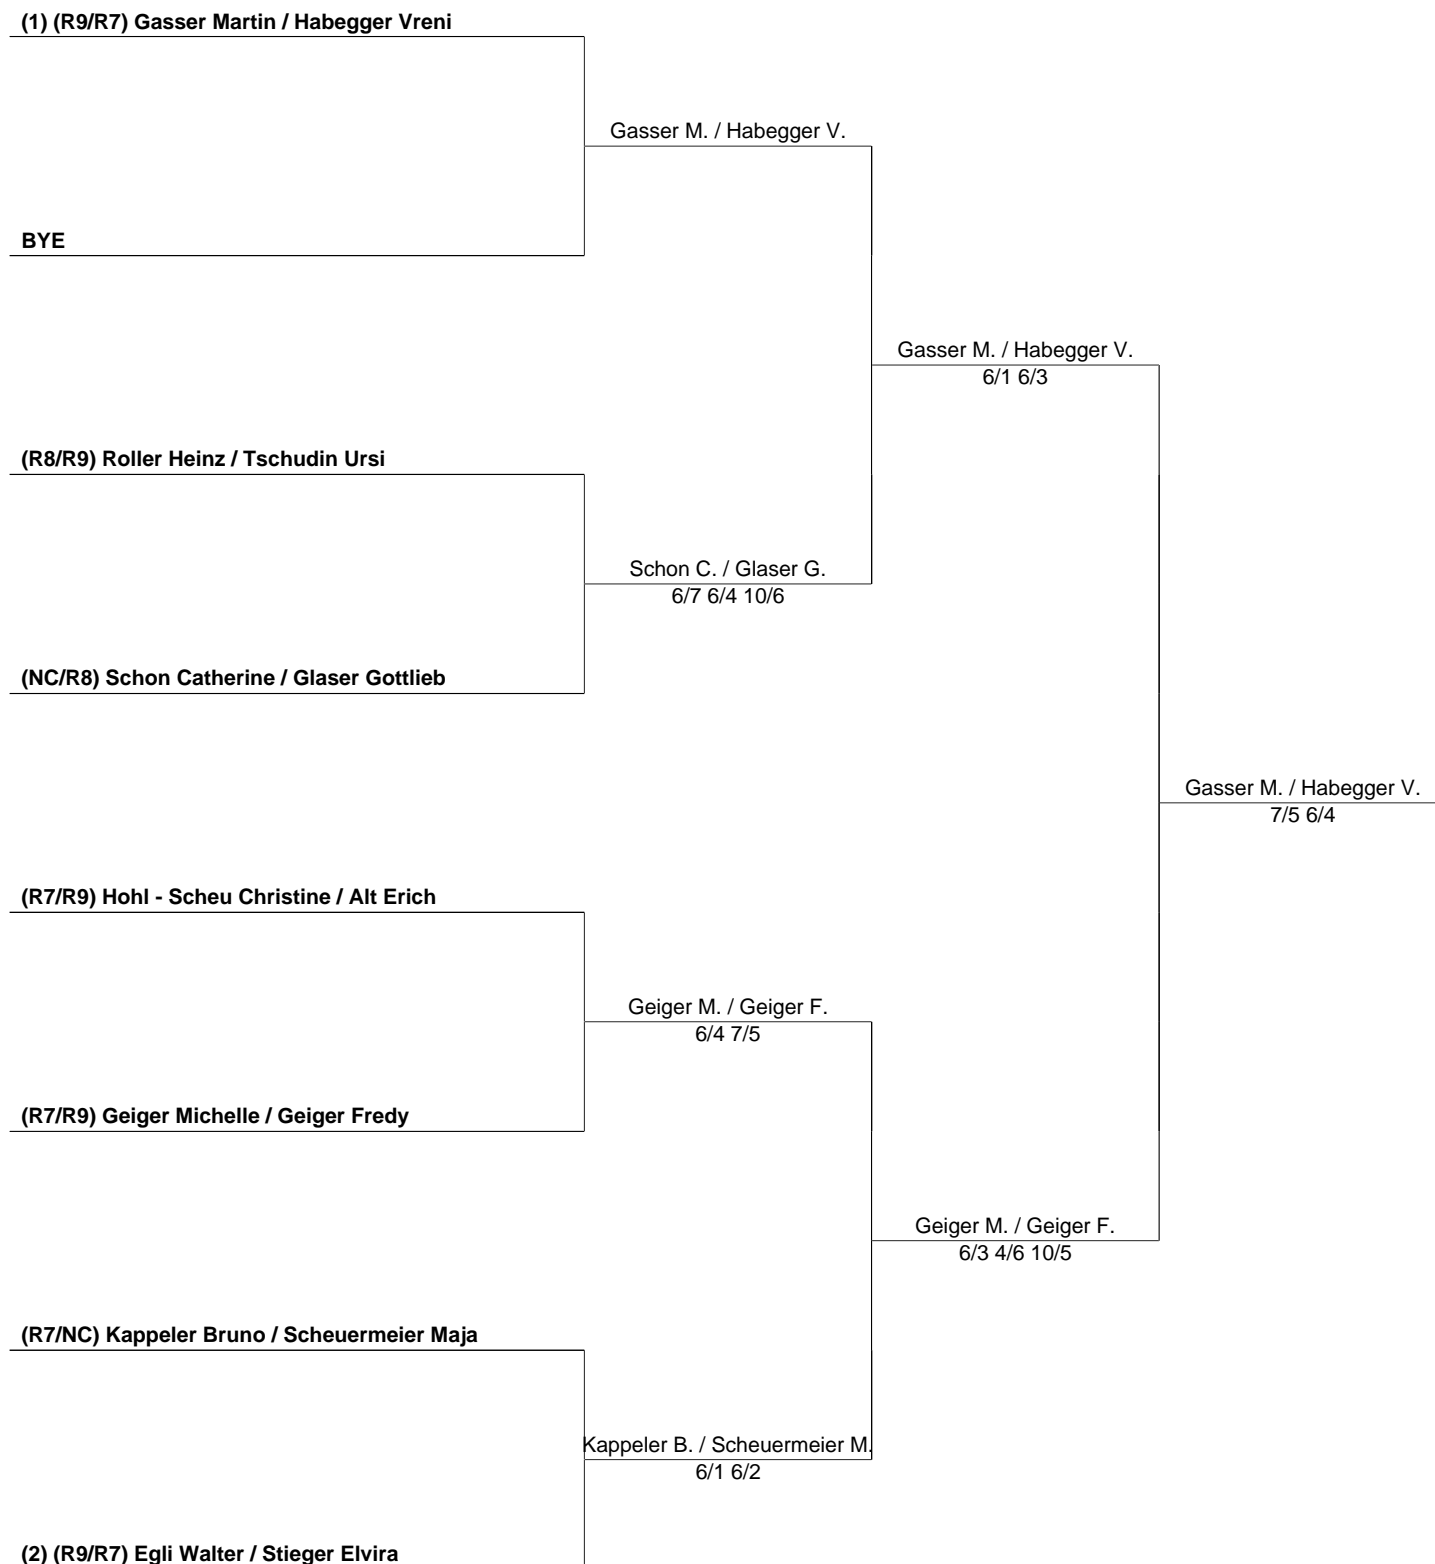 (1) (R9/R7) Gasser Martin / Habegger Vreni
Gasser M. / Habegger V.
BYE
Gasser M. / Habegger V.
6/1 6/3
(R8/R9) Roller Heinz / Tschudin Ursi
Schon C. / Glaser G.
6/7 6/4 10/6
(NC/R8) Schon Catherine / Glaser Gottlieb
Gasser M. / Habegger V.
7/5 6/4
(R7/R9) Hohl - Scheu Christine / Alt Erich
Geiger M. / Geiger F.
6/4 7/5
(R7/R9) Geiger Michelle / Geiger Fredy
Geiger M. / Geiger F.
6/3 4/6 10/5
(R7/NC) Kappeler Bruno / Scheuermeier Maja
Kappeler B. / Scheuermeier M.
6/1 6/2
(2) (R9/R7) Egli Walter / Stieger Elvira